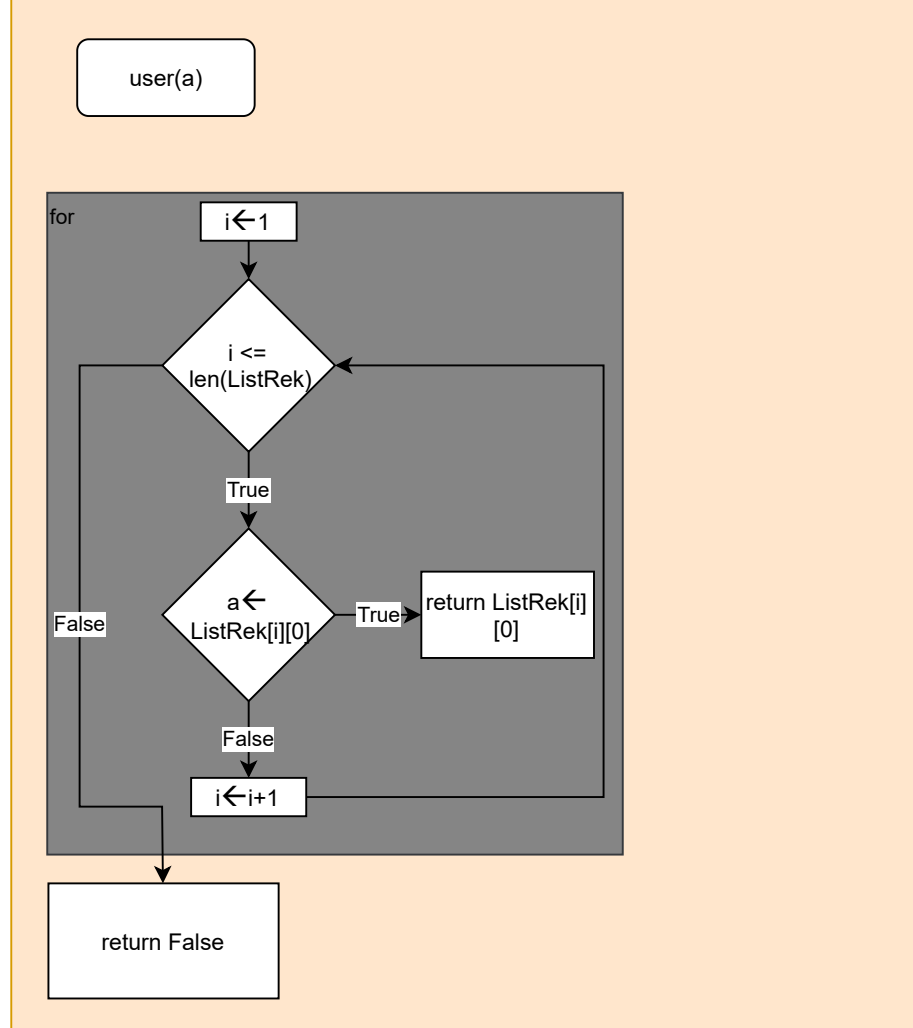 user(a)
for
i←1
i <=
len(ListRek)
True
a←
ListRek[i][0]
True
return ListRek[i]
[0]
False
False
i←i+1
return False